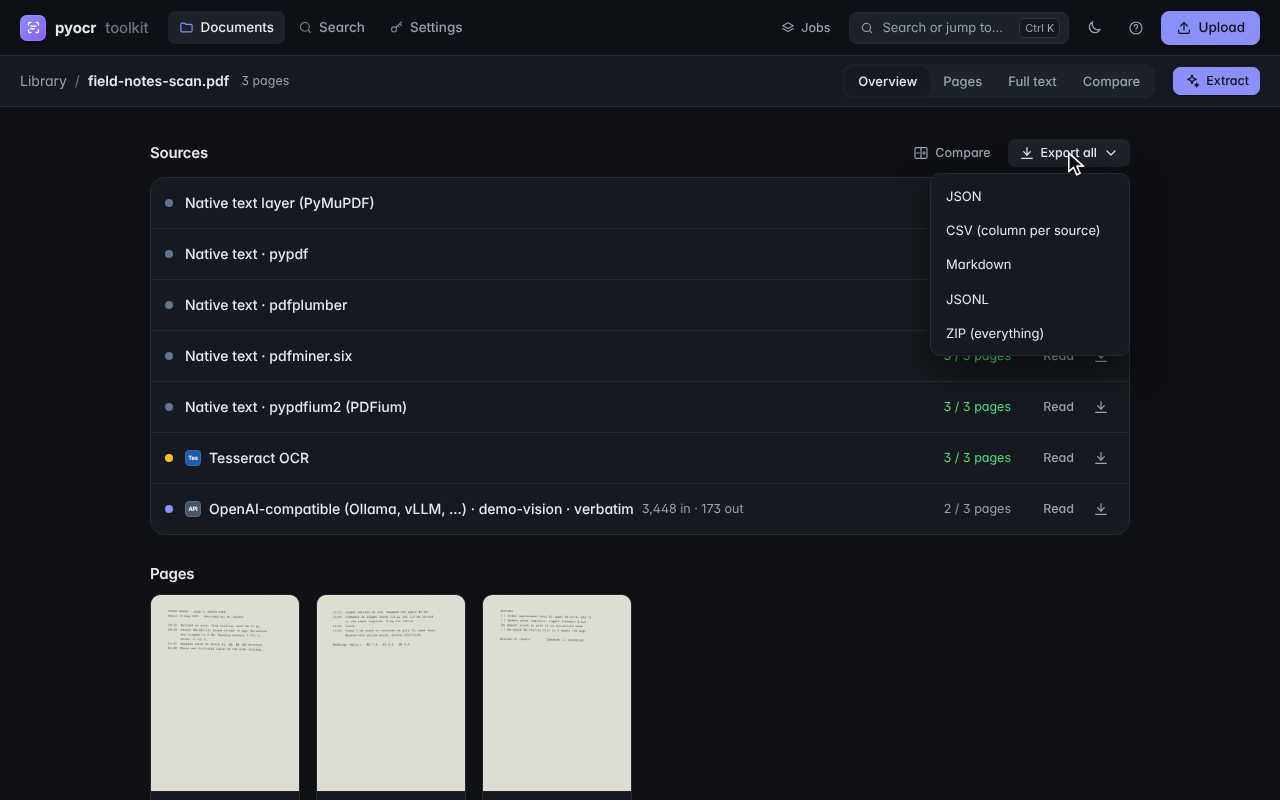 pyocr toolkit
Documents
Search
Settings
Jobs
Search or jump to...
Ctrl K
Upload
Library / field-notes-scan.pdf 3 pages
Overview
Pages
Full text
Compare
Extract
Sources
Compare
Export all
JSON
CSV (column per source)
Markdown
JSONL
ZIP (everything)
Native text layer (PyMuPDF)
Native text · pypdf
Native text · pdfplumber
Native text · pdfminer.six
3 / 3 pages Read
Native text · pypdfium2 (PDFium)
3 / 3 pages Read
Tes Tesseract OCR
3 / 3 pages Read
API OpenAI-compatible (Ollama, vLLM, ...) · demo-vision · verbatim 3,448 in · 173 out
2 / 3 pages Read
Pages